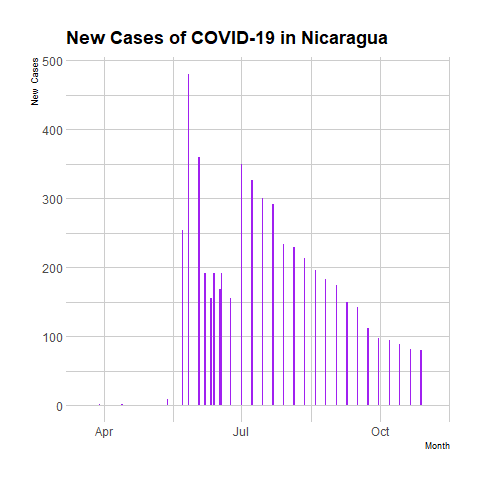 New Cases of COVID-19 in Nicaragua
New Cases
500
400
300
200
100
0
Apr
Jul
Oct
Month